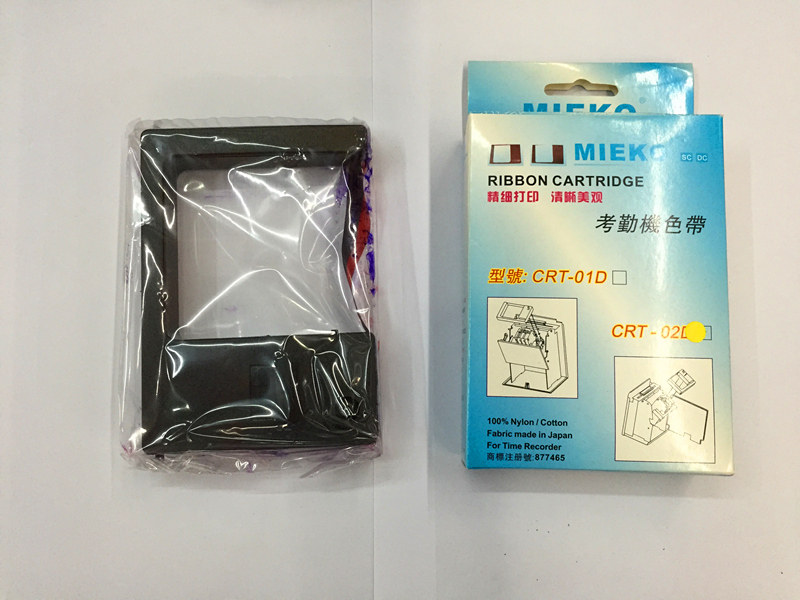 MIEKO
MIEKO SC DC
RIBBON CARTRIDGE
精细打印 清晰美观
考勤機色帶
型號: CRT-01D
CRT - 02D
100% Nylon / Cotton
Fabric made in Japan
For Time Recorder
商標注册號:877465